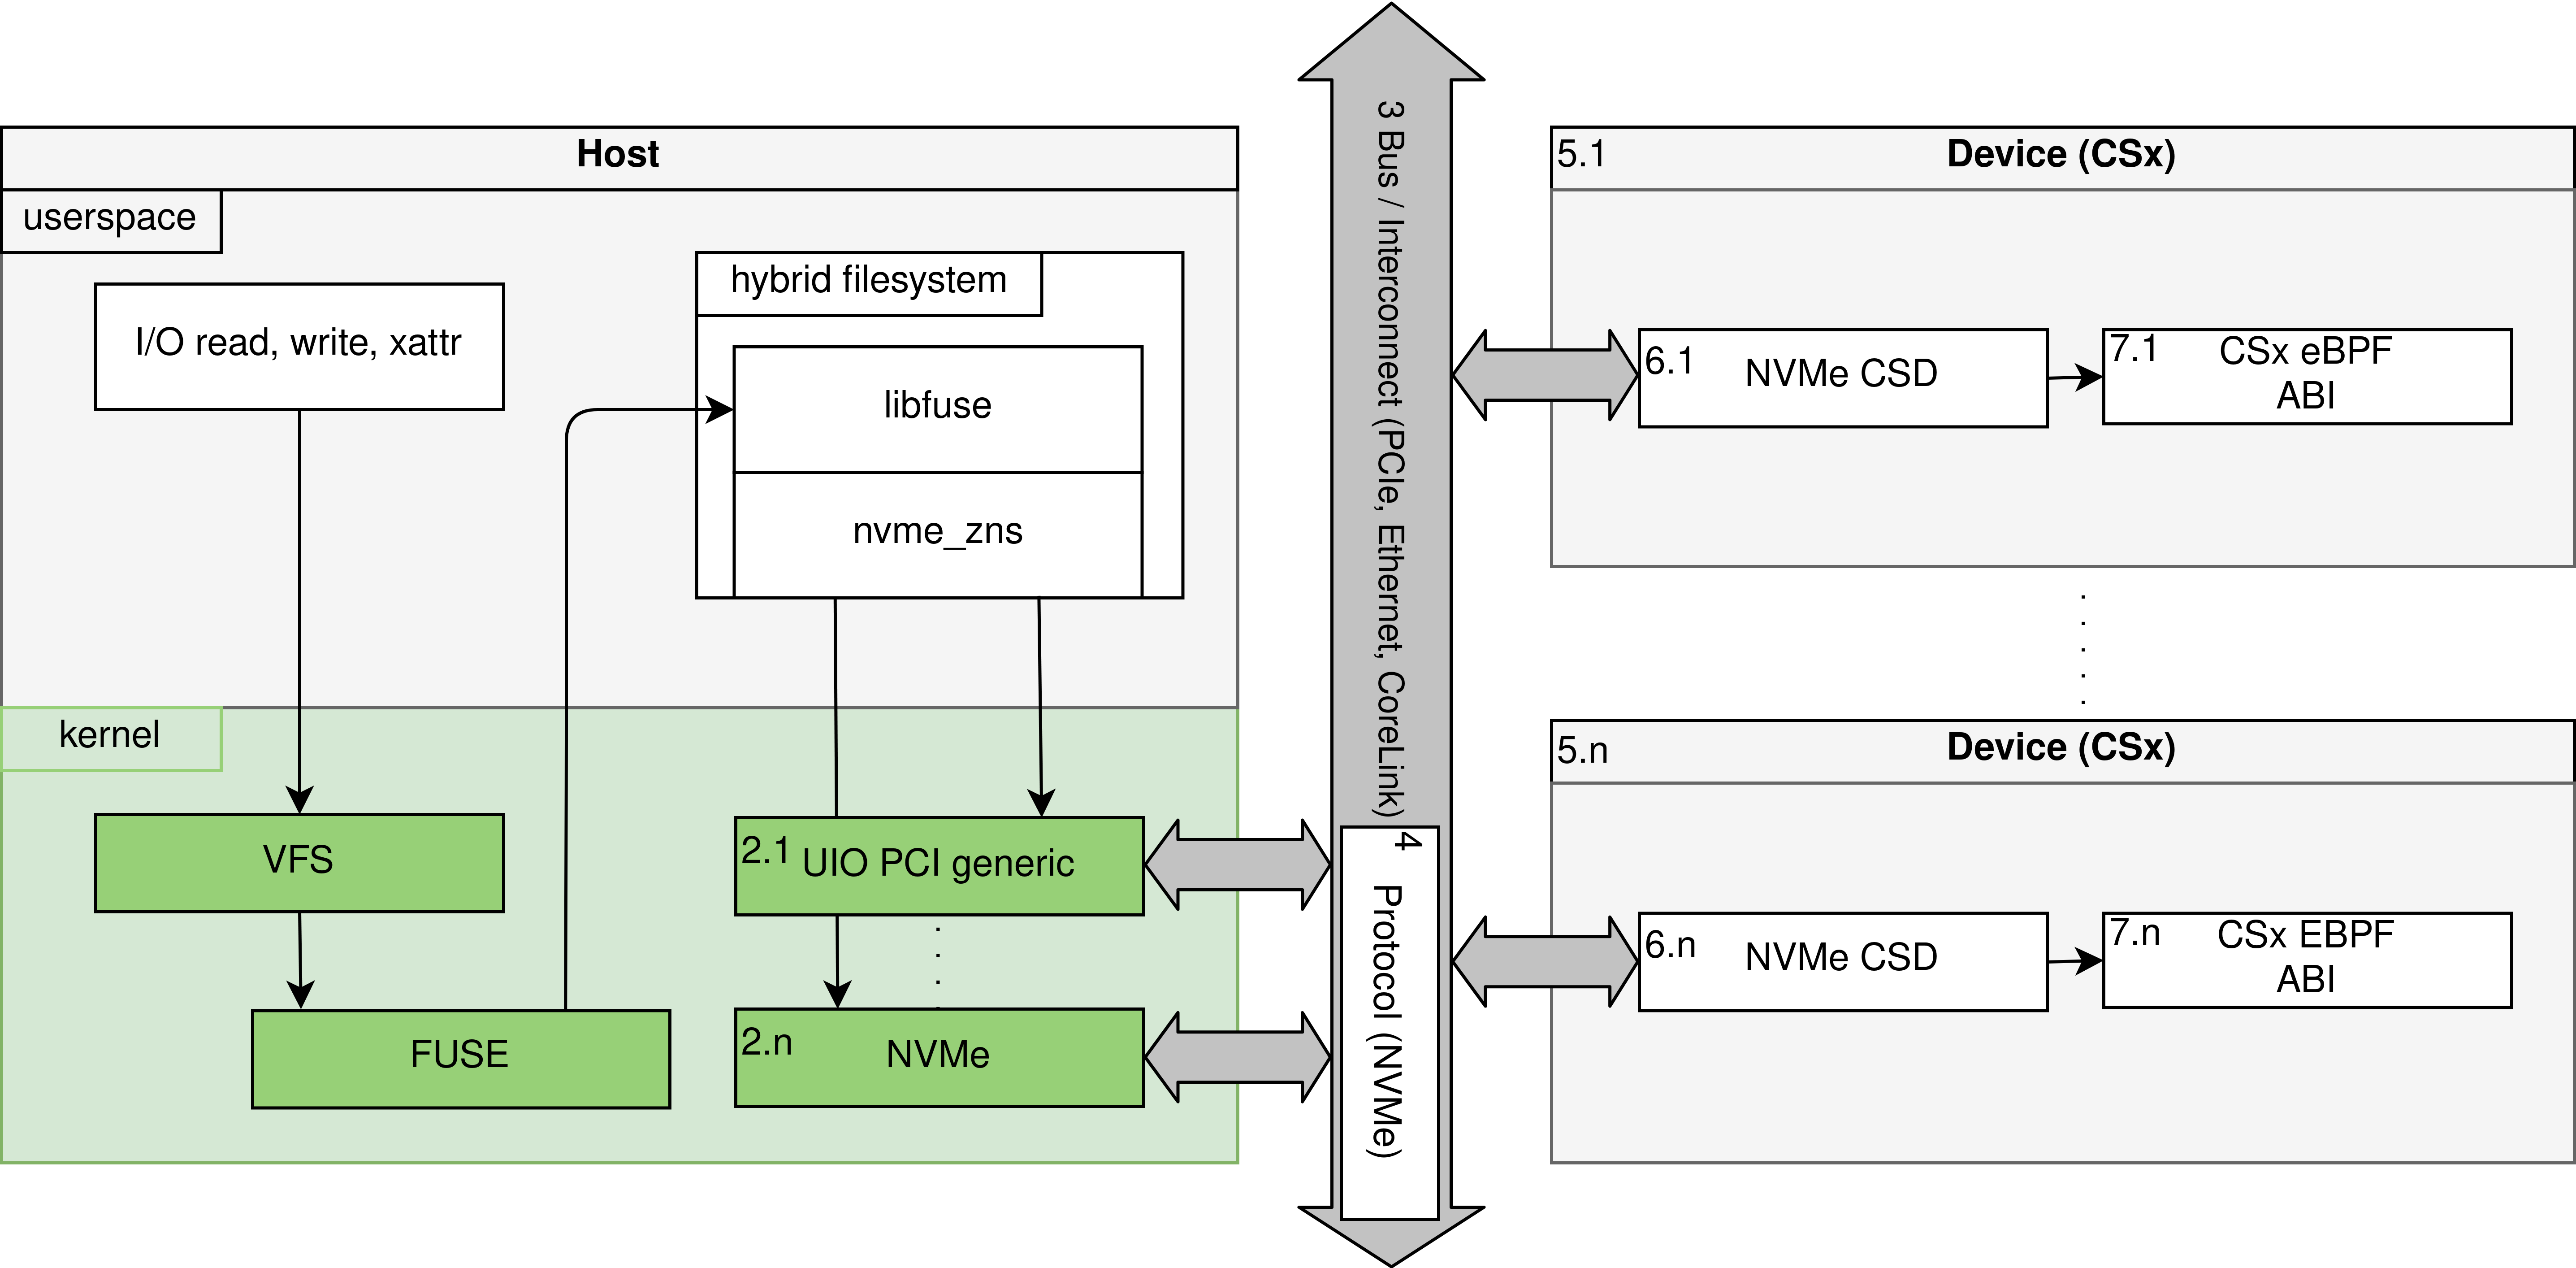 Host
userspace
I/O read, write, xattr
hybrid filesystem
libfuse
nvme_zns
kernel
VFS
FUSE
2.1 UIO PCI generic
2.n NVMe
3 Bus / Interconnect (PCIe, Ethernet, CoreLink)
4 Protocol (NVMe)
5.1 Device (CSx)
6.1 NVMe CSD
7.1 CSx eBPF
ABI
5.n Device (CSx)
6.n NVMe CSD
7.n CSx EBPF
ABI